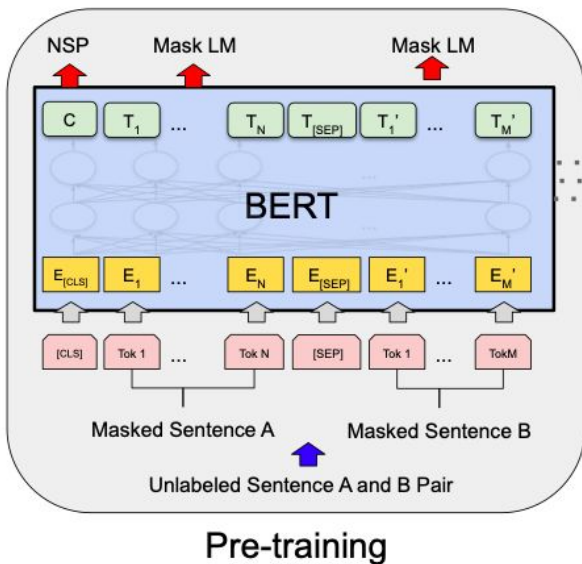 NSP Mask LM Mask LM
C T1 ... TN T[SEP] T1' ... TM'
...
...
BERT
E[CLS] E1 ... EN E[SEP] E1' ... EM'
[CLS] Tok 1 ... Tok N [SEP] Tok 1 ... TokM
Masked Sentence A Masked Sentence B
Unlabeled Sentence A and B Pair
Pre-training